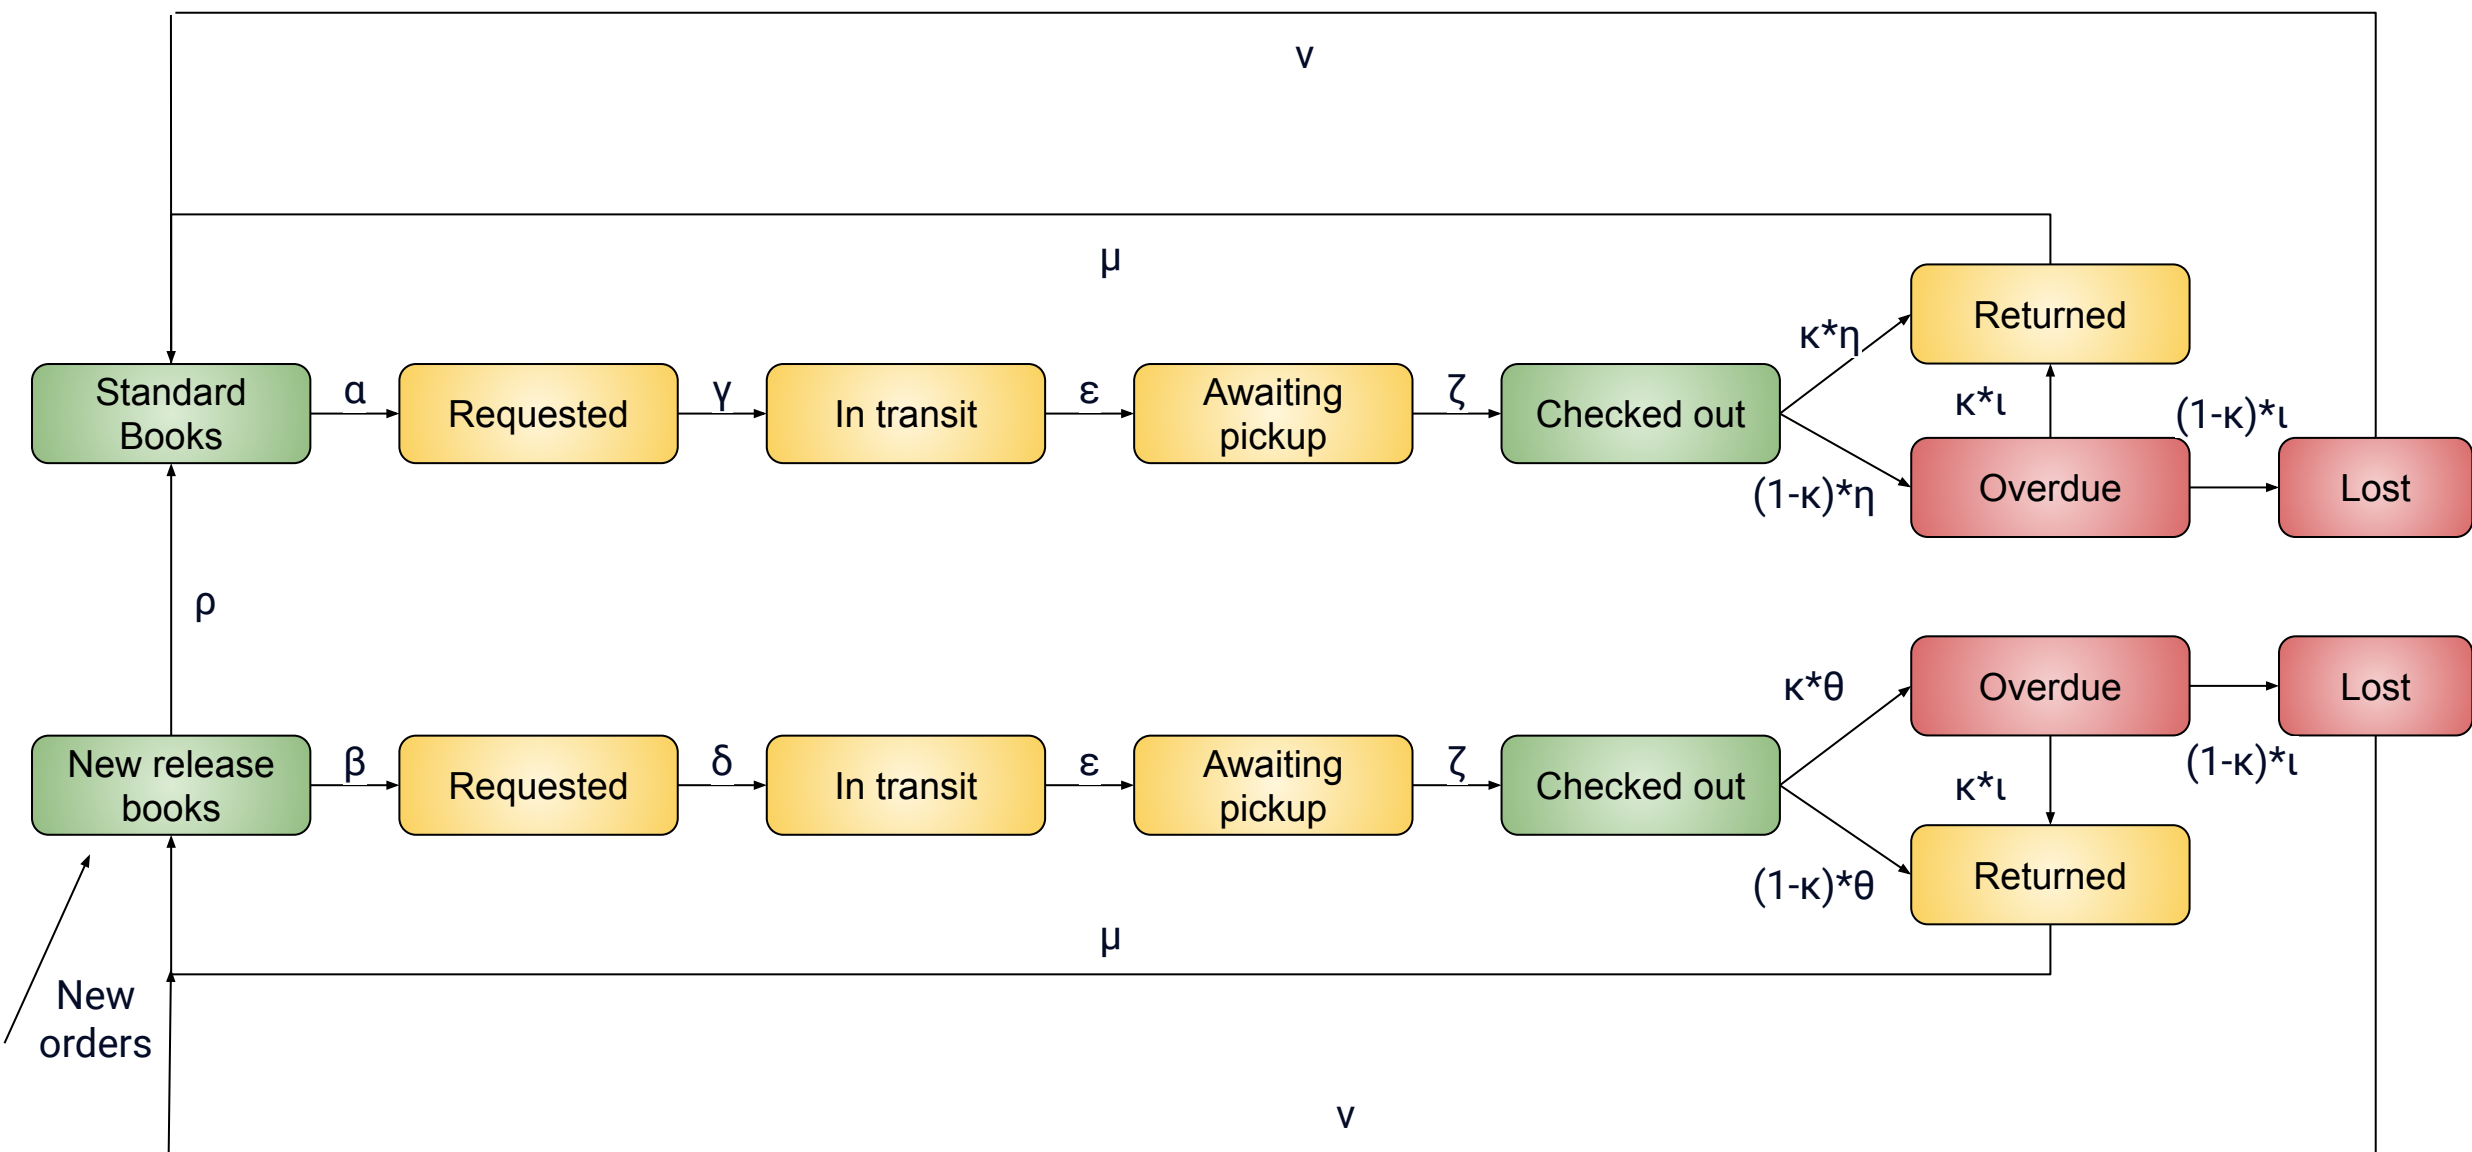 ν
μ
Returned
κ*η
κ*ι
(1-κ)*ι
Standard
Books
α
Requested
γ
In transit
ε
Awaiting
pickup
ζ
Checked out
(1-κ)*η
Overdue
Lost
ρ
κ*θ
Overdue
Lost
New release
books
β
Requested
δ
In transit
ε
Awaiting
pickup
ζ
Checked out
κ*ι
(1-κ)*ι
(1-κ)*θ
Returned
μ
New
orders
ν